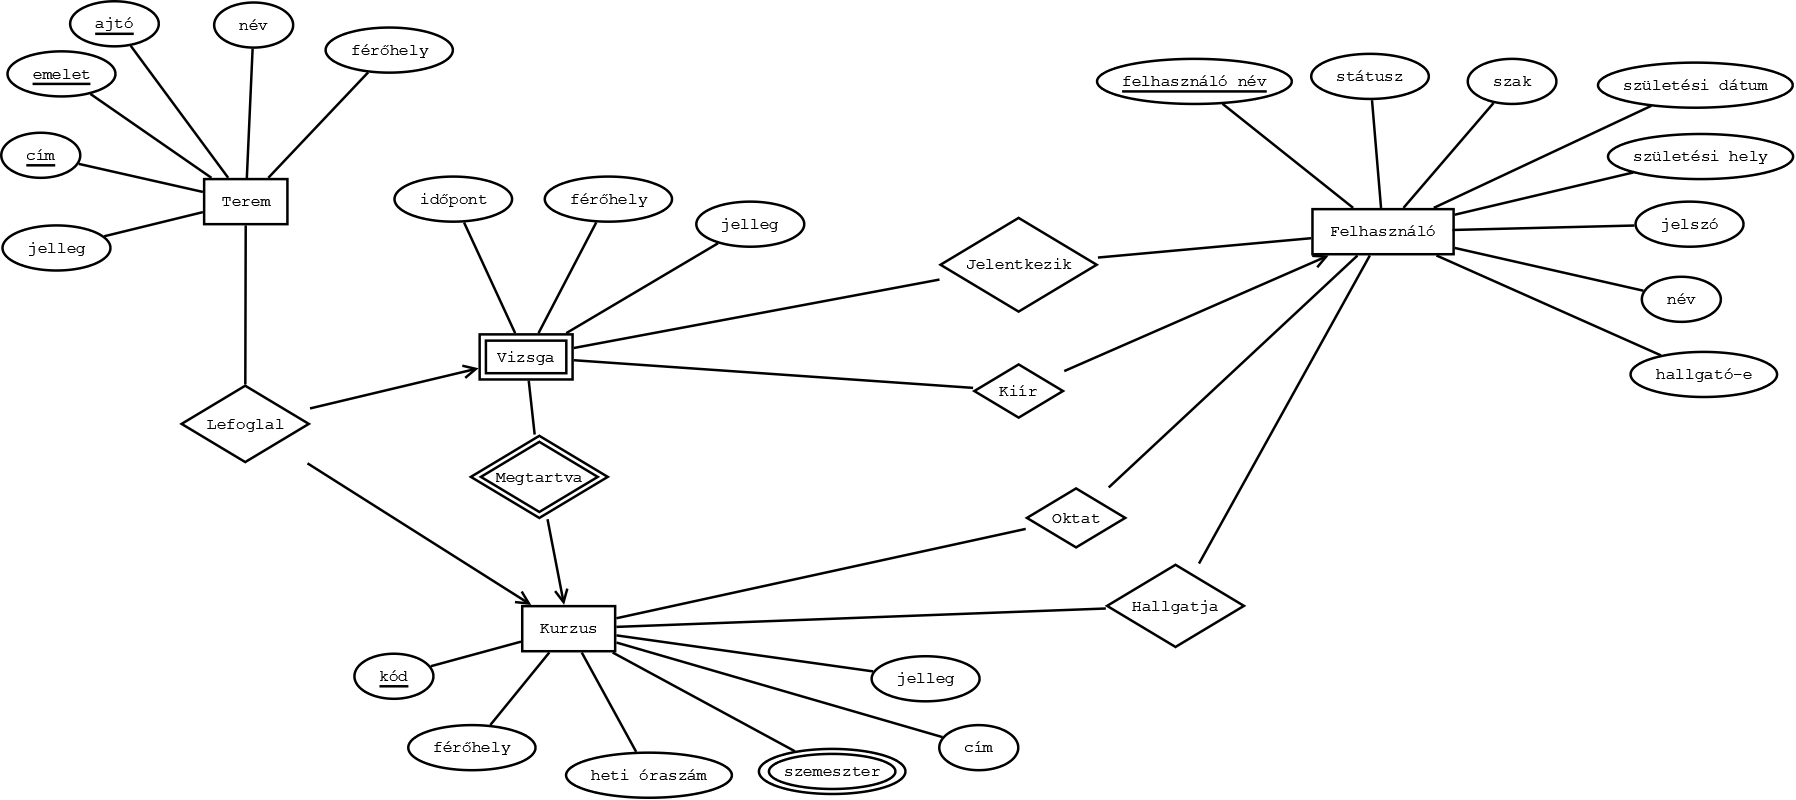 ajtó
név
férőhely
emelet
cím
jelleg
Terem
időpont
férőhely
jelleg
Vizsga
Lefoglal
Megtartva
Jelentkezik
Kiír
Oktat
Hallgatja
felhasználó név
státusz
szak
születési dátum
születési hely
jelszó
név
hallgató-e
Felhasználó
Kurzus
kód
férőhely
heti óraszám
szemeszter
cím
jelleg